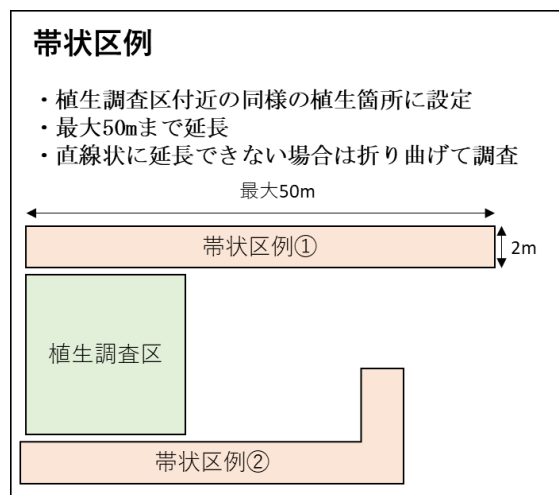 帯状区例
・植生調査区付近の同様の植生箇所に設定
・最大50mまで延長
・直線状に延長できない場合は折り曲げて調査
最大50m
帯状区例①
2m
植生調査区
帯状区例②